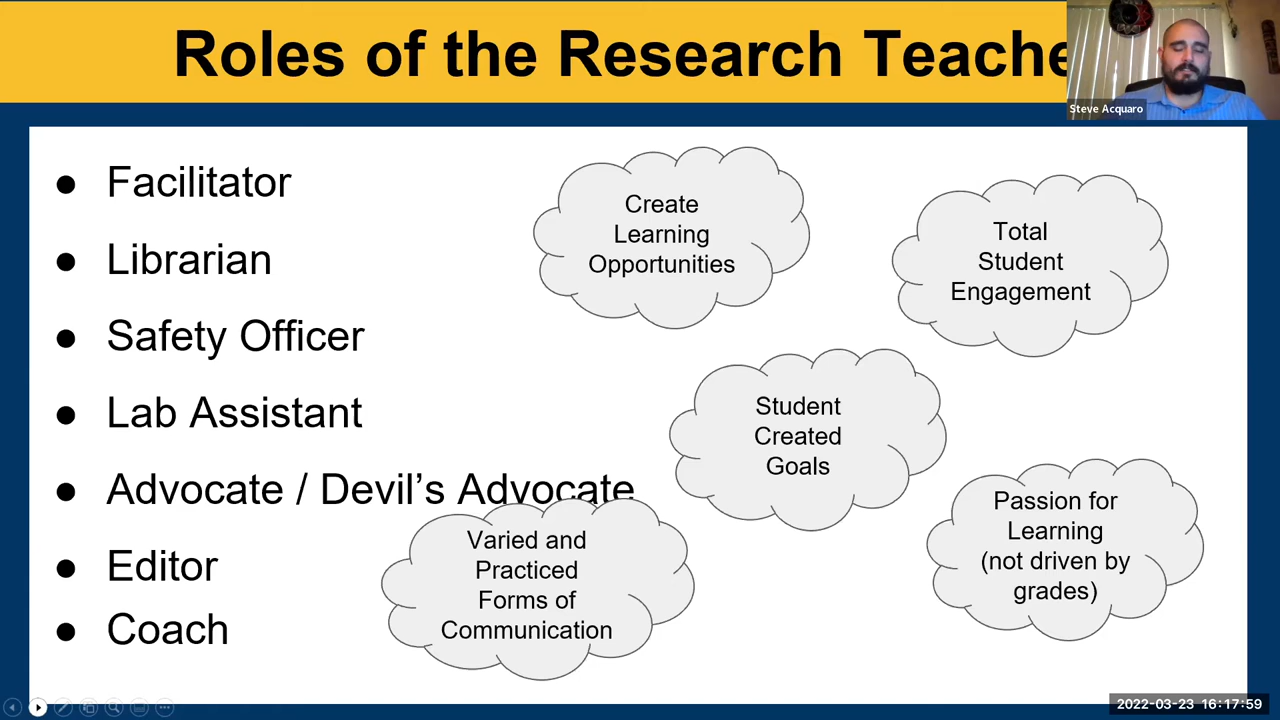 Roles of the Research Teache
Steve Acquaro
● Facilitator
● Librarian
● Safety Officer
● Lab Assistant
● Advocate / Devil’s Advocate
● Editor
● Coach
Create
Learning
Opportunities
Total
Student
Engagement
Student
Created
Goals
Varied and
Practiced
Forms of
Communication
Passion for
Learning
(not driven by
grades)
2022-03-23 16:17:59